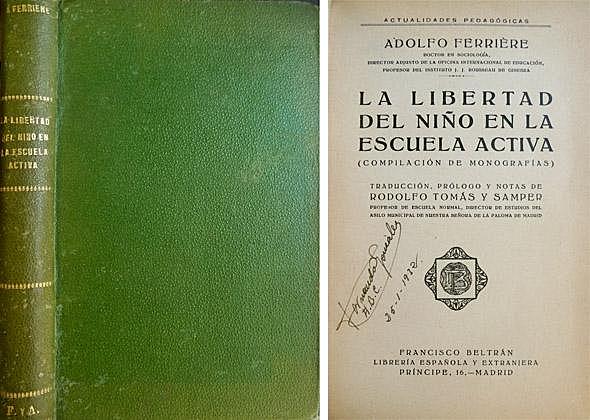 A. FERRIERE
LA LIBERTAD
DEL NIÑO EN
LA ESCUELA
ACTIVA
F. y A.
ACTUALIDADES PEDAGÓGICAS
ADOLFO FERRIÈRE
DOCTOR EN SOCIOLOGÍA,
DIRECTOR ADJUNTO DE LA OFICINA INTERNACIONAL DE EDUCACIÓN,
PROFESOR DEL INSTITUTO J. J. ROUSSEAU DE GINEBRA
LA LIBERTAD
DEL NIÑO EN LA
ESCUELA ACTIVA
(COMPILACIÓN DE MONOGRAFÍAS)
TRADUCCIÓN, PRÓLOGO Y NOTAS DE
RODOLFO TOMÁS Y SAMPER
PROFESOR DE ESCUELA NORMAL, DIRECTOR DE ESTUDIOS DEL
ASILO MUNICIPAL DE NUESTRA SEÑORA DE LA PALOMA DE MADRID
González
25-1-1932
FRANCISCO BELTRÁN
LIBRERÍA ESPAÑOLA Y EXTRANJERA
PRÍNCIPE, 16.—MADRID